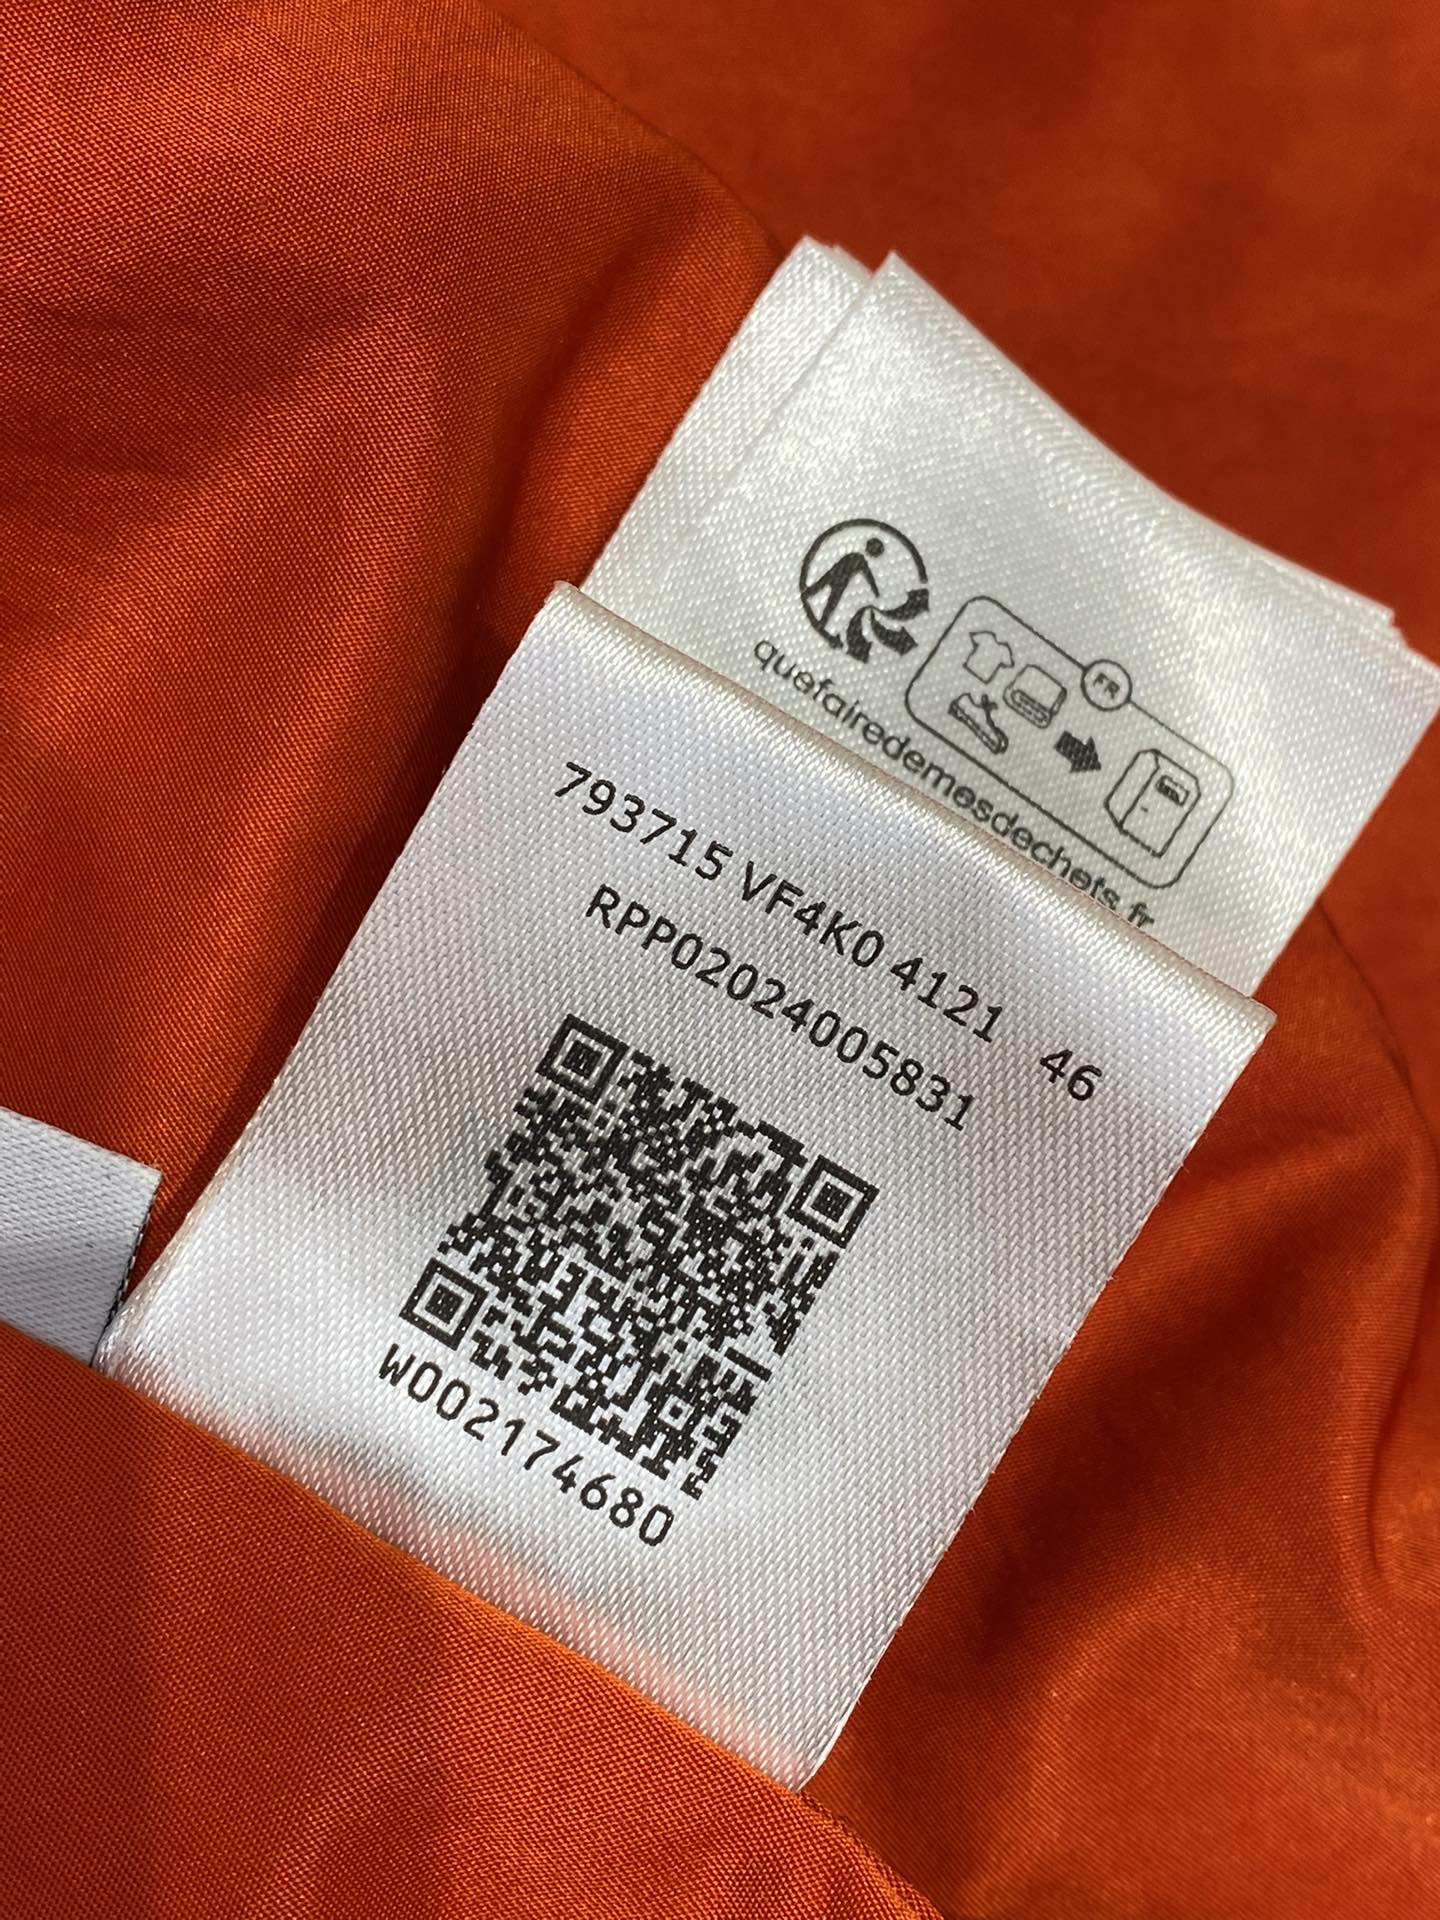 FR
quefairedemesdechets.fr
793715 VF4K0 4121 46
RPP02024005831
W002174680